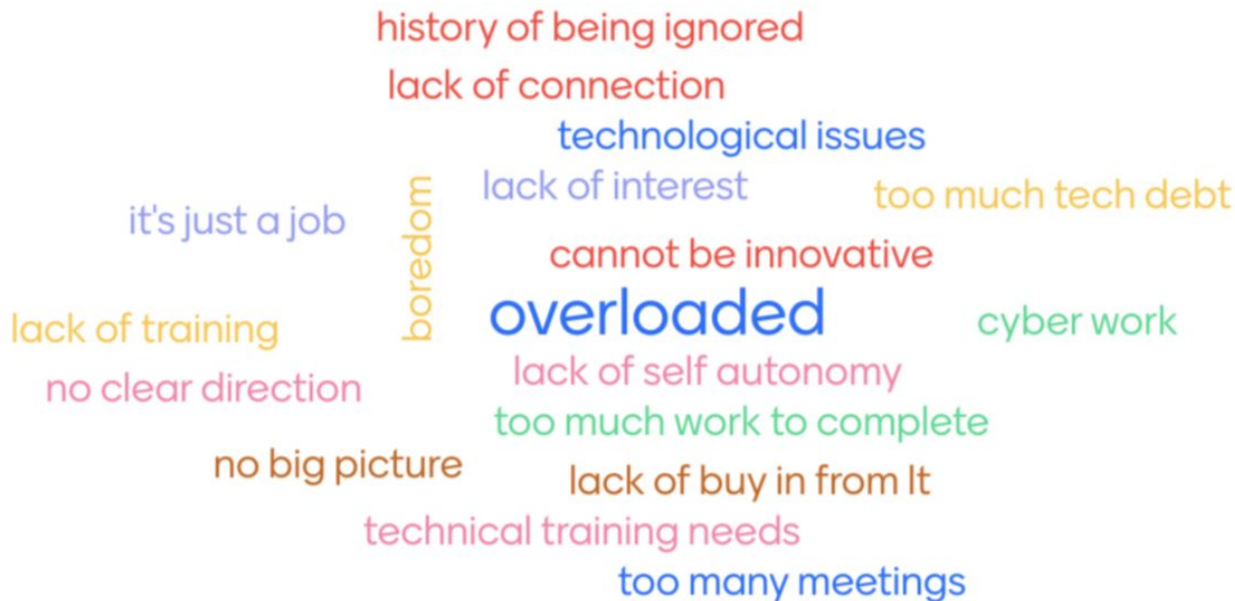 history of being ignored
lack of connection
technological issues
lack of interest
too much tech debt
it's just a job
boredom
cannot be innovative
overloaded
cyber work
lack of training
lack of self autonomy
no clear direction
too much work to complete
no big picture
lack of buy in from It
technical training needs
too many meetings